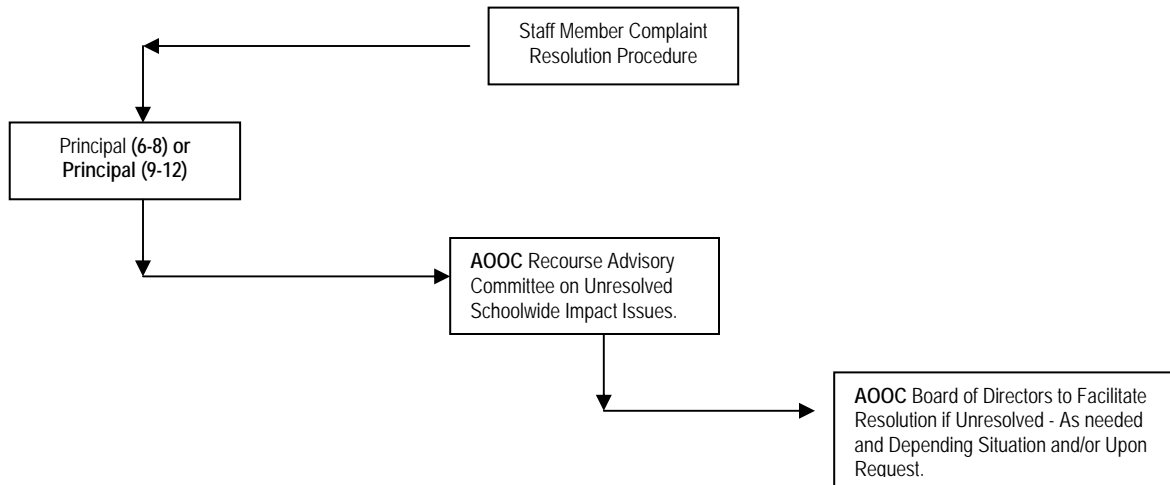 Staff Member Complaint
Resolution Procedure
Principal (6-8) or
Principal (9-12)
AOOC Recourse Advisory
Committee on Unresolved
Schoolwide Impact Issues.
AOOC Board of Directors to Facilitate
Resolution if Unresolved - As needed
and Depending Situation and/or Upon
Request.